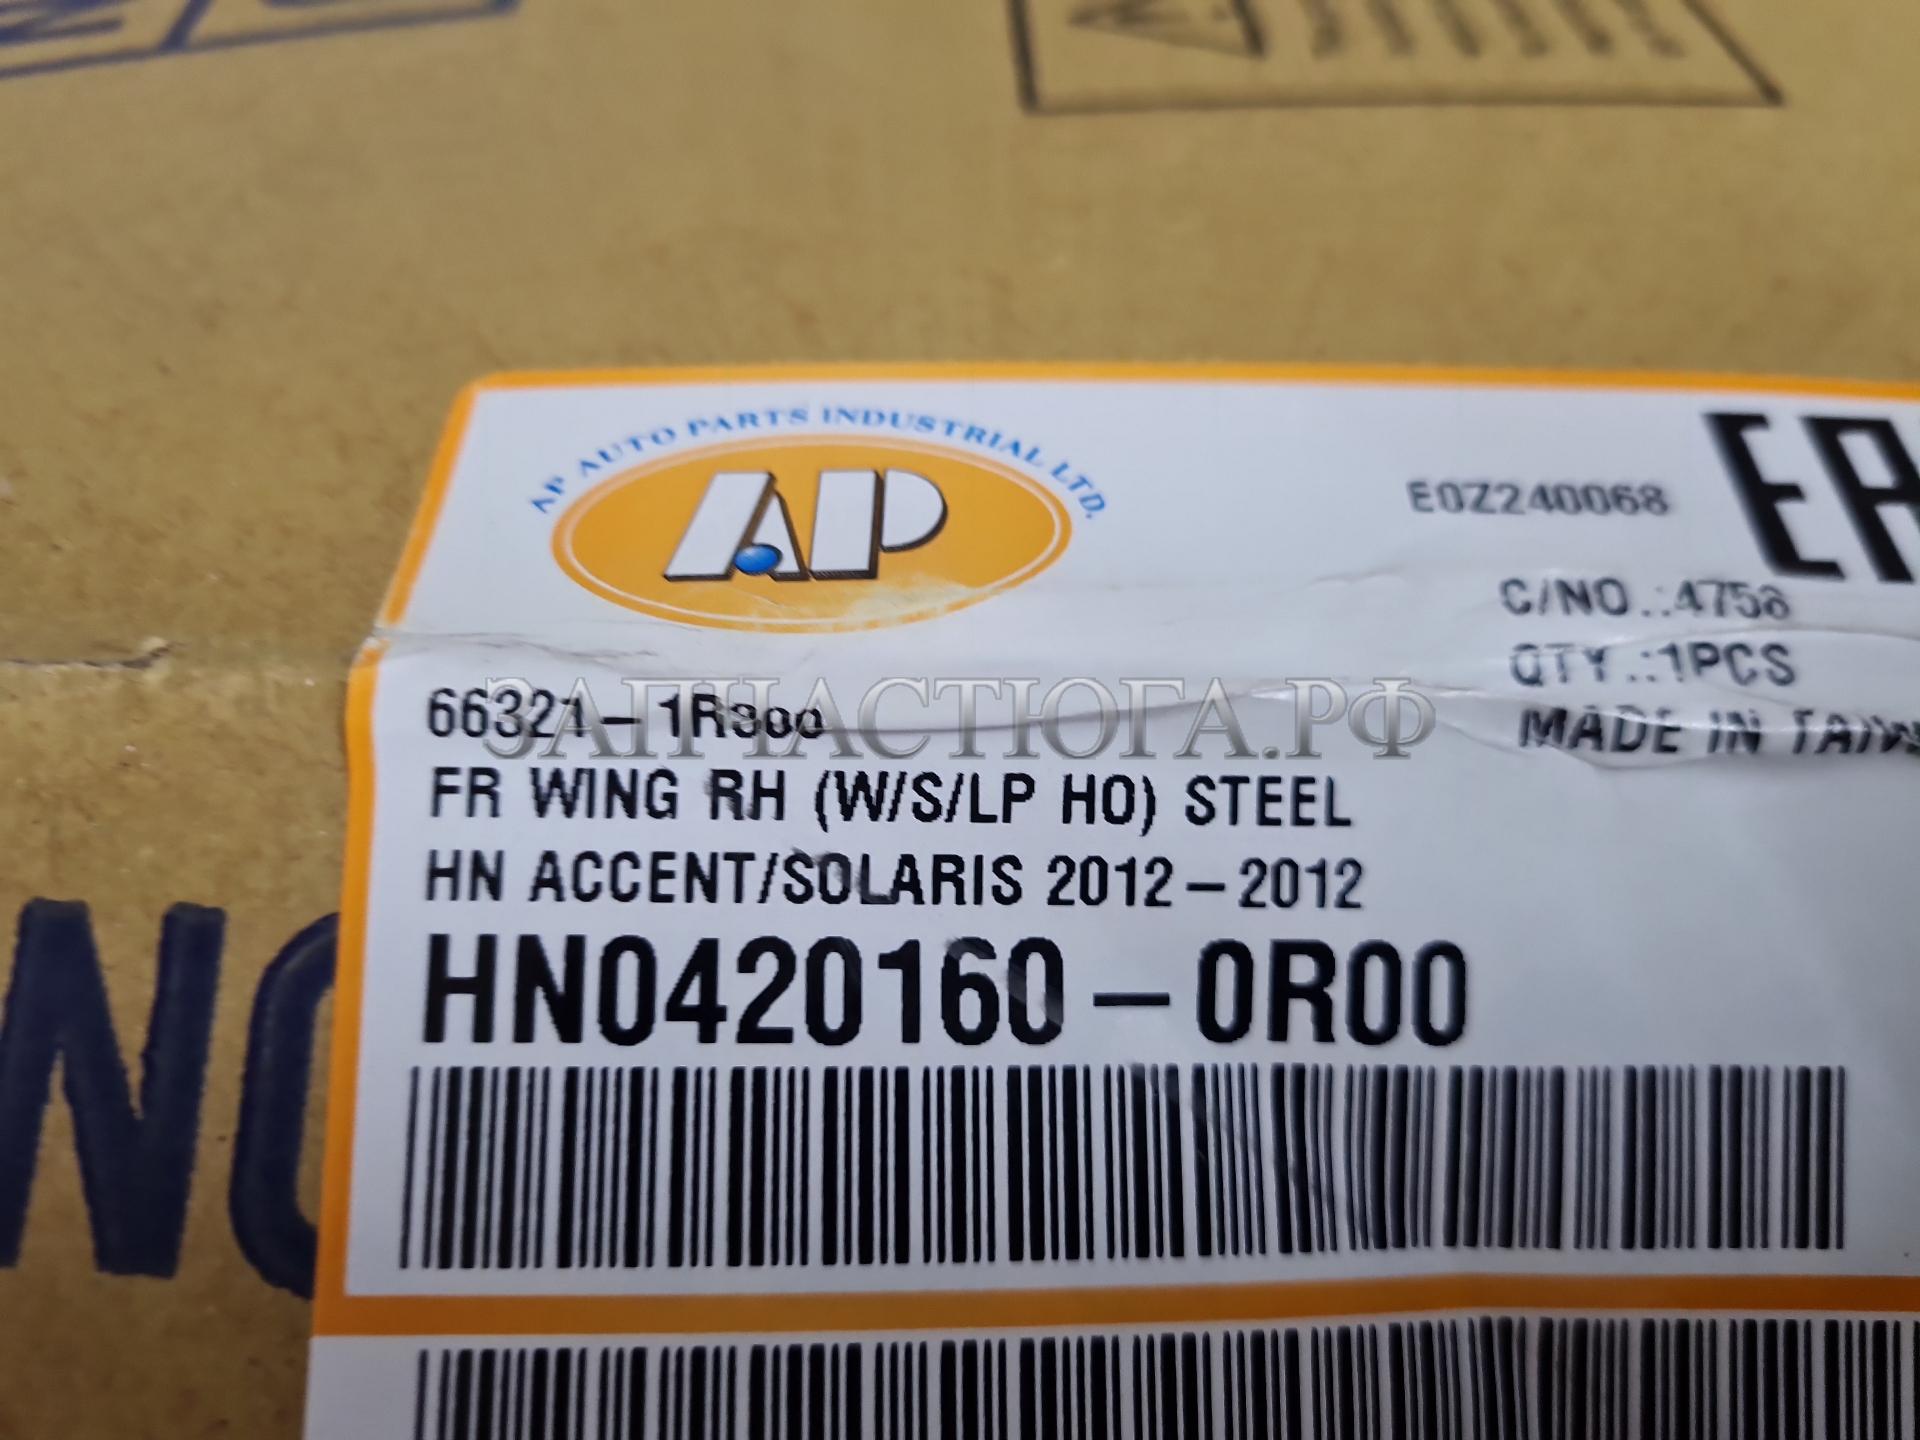 AP AUTO PARTS INDUSTRIAL LTD.
AP
E0Z240068
C/NO.:4758
QTY.:1PCS
MADE IN TAIW
66321-1R300
ЗАПЧАСТЮГА.РФ
FR WING RH (W/S/LP HO) STEEL
HN ACCENT/SOLARIS 2012-2012
HN0420160-0R00